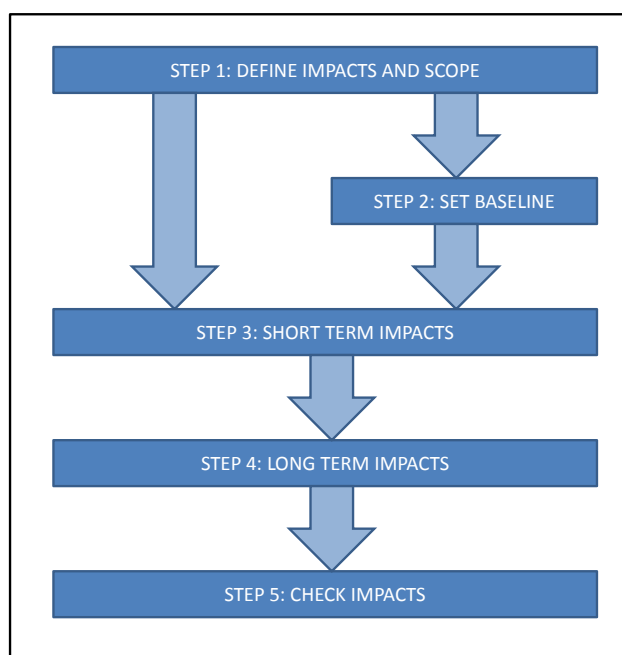 STEP 1: DEFINE IMPACTS AND SCOPE
STEP 2: SET BASELINE
STEP 3: SHORT TERM IMPACTS
STEP 4: LONG TERM IMPACTS
STEP 5: CHECK IMPACTS